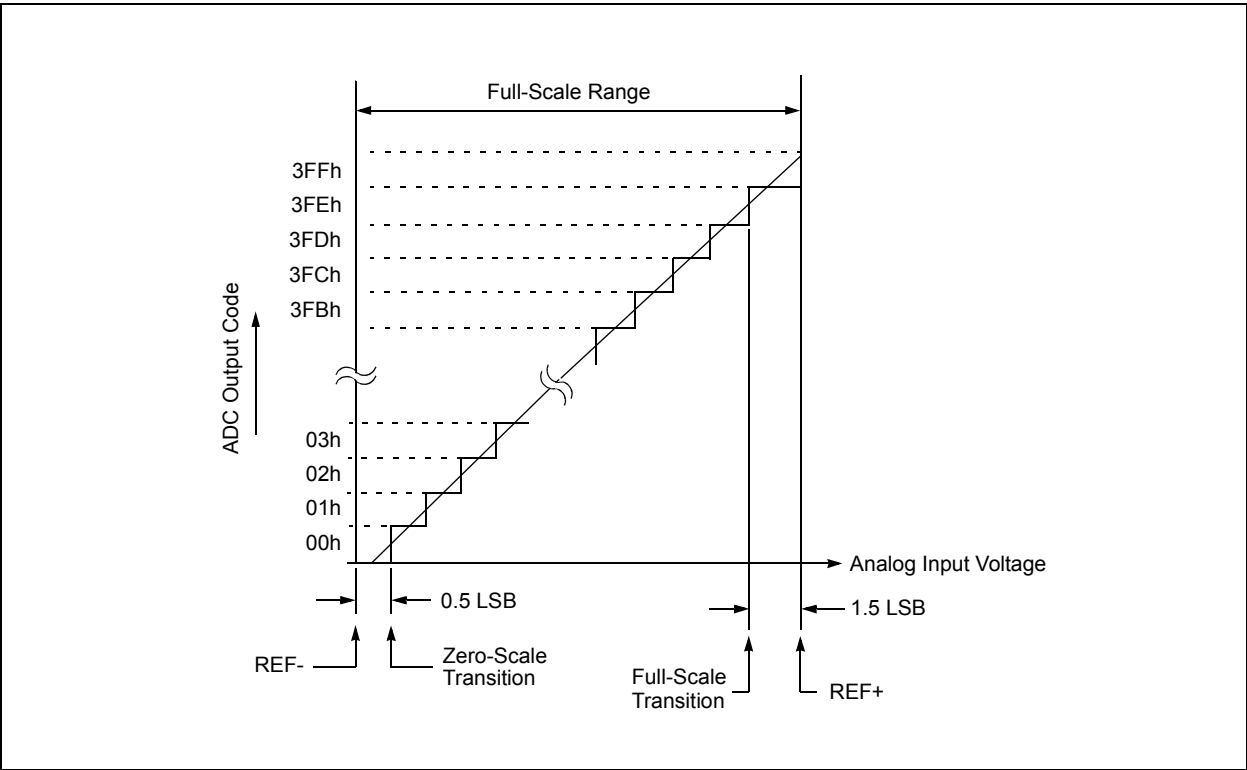 Full-Scale Range
3FFh
3FEh
3FDh
3FCh
3FBh
ADC Output Code
03h
02h
01h
00h
Analog Input Voltage
0.5 LSB
1.5 LSB
REF-
Zero-Scale
Transition
Full-Scale
Transition
REF+